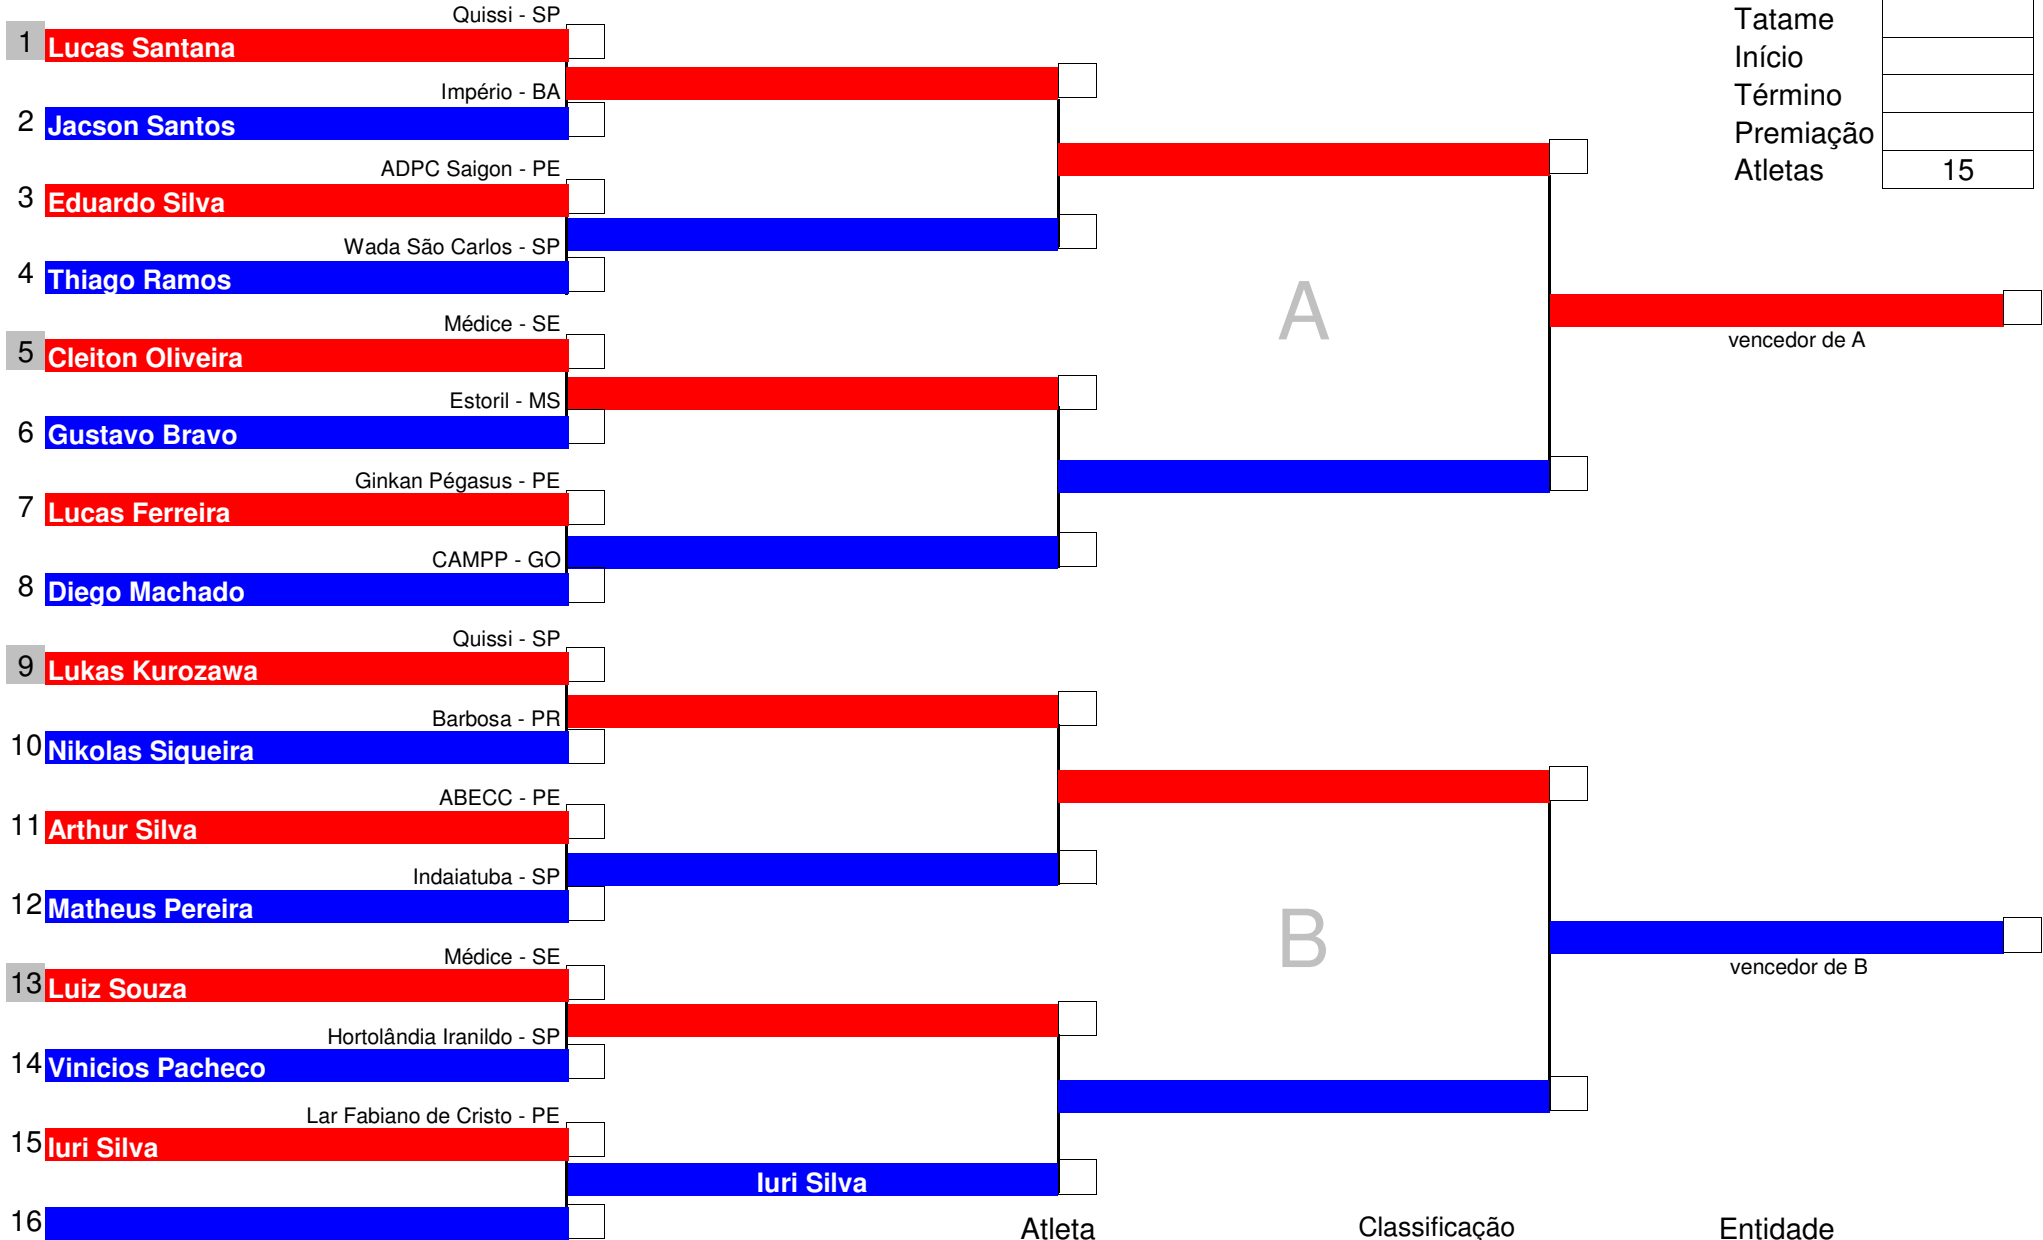 Quissi - SP
1 Lucas Santana
Império - BA
2 Jacson Santos
ADPC Saigon - PE
3 Eduardo Silva
Wada São Carlos - SP
4 Thiago Ramos
Médice - SE
5 Cleiton Oliveira
Estoril - MS
6 Gustavo Bravo
Ginkan Pégasus - PE
7 Lucas Ferreira
CAMPP - GO
8 Diego Machado
Quissi - SP
9 Lukas Kurozawa
Barbosa - PR
10 Nikolas Siqueira
ABECC - PE
11 Arthur Silva
Indaiatuba - SP
12 Matheus Pereira
Médice - SE
13 Luiz Souza
Hortolândia Iranildo - SP
14 Vinicios Pacheco
Lar Fabiano de Cristo - PE
15 Iuri Silva
16
Iuri Silva
A
B
Tatame
Início
Término
Premiação
Atletas 15
vencedor de A
vencedor de B
Atleta Classificação Entidade